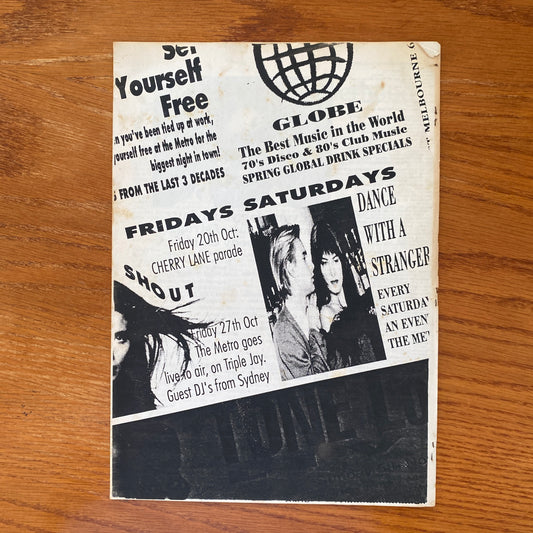 Set
Yourself
Free
n you've been tied up at work,
yourself free at the Metro for the
biggest night in town!
S FROM THE LAST 3 DECADES
GLOBE
The Best Music in the World
70's Disco & 80's Club Music
SPRING GLOBAL DRINK SPECIALS
T MELBOURNE 6
FRIDAYS SATURDAYS
Friday 20th Oct:
CHERRY LANE parade
SHOUT
Friday 27th Oct
The Metro goes
live to air, on Triple Jay.
Guest DJ's from Sydney
DANCE
WITH A
STRANGER
EVERY
SATURDAY
AN EVEN
THE ME